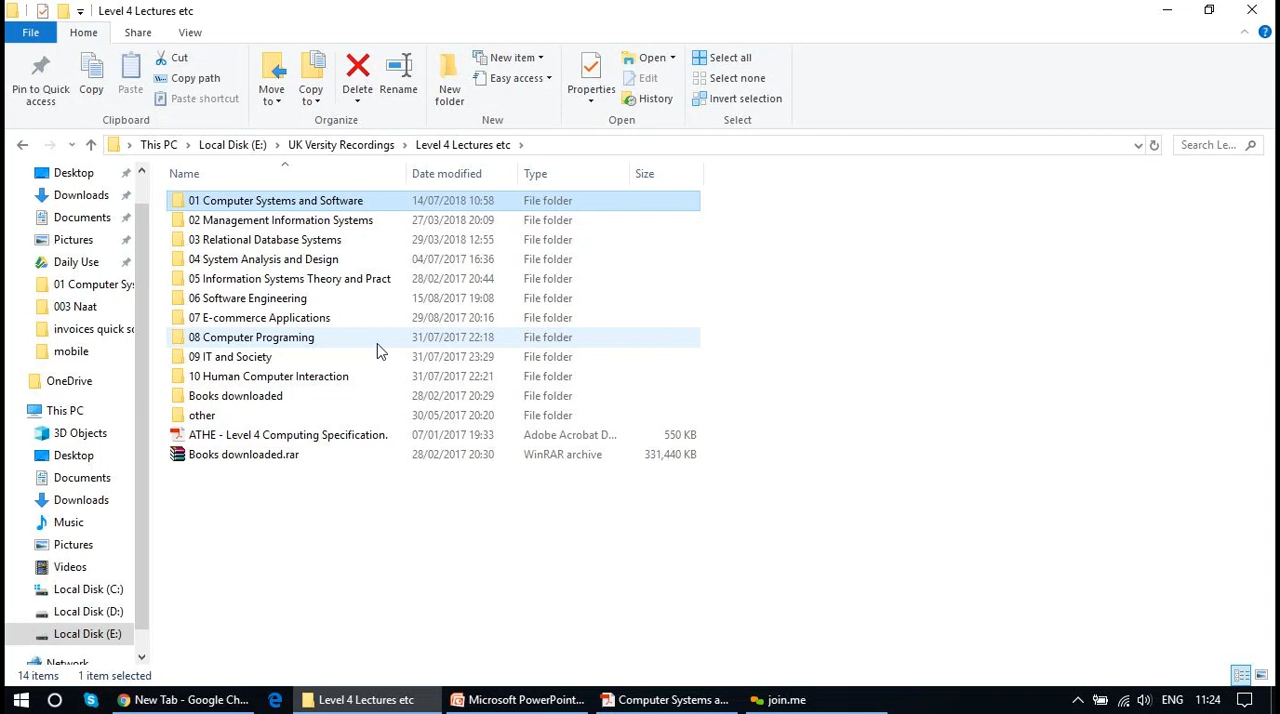 Level 4 Lectures etc
File Home Share View
Pin to Quick access
Copy
Paste
Cut
Copy path
Paste shortcut
Move to
Copy to
Delete
Rename
New folder
New item
Easy access
Properties
Open
Edit
History
Select all
Select none
Invert selection
Clipboard Organize New Open Select
This PC Local Disk (E:) UK Versity Recordings Level 4 Lectures etc
Search Le...
Desktop
Downloads
Documents
Pictures
Daily Use
01 Computer Sy
003 Naat
invoices quick sc
mobile
OneDrive
This PC
3D Objects
Desktop
Documents
Downloads
Music
Pictures
Videos
Local Disk (C:)
Local Disk (D:)
Local Disk (E:)
Network
Name Date modified Type Size
01 Computer Systems and Software 14/07/2018 10:58 File folder
02 Management Information Systems 27/03/2018 20:09 File folder
03 Relational Database Systems 29/03/2018 12:55 File folder
04 System Analysis and Design 04/07/2017 16:36 File folder
05 Information Systems Theory and Pract 28/02/2017 20:44 File folder
06 Software Engineering 15/08/2017 19:08 File folder
07 E-commerce Applications 29/08/2017 20:16 File folder
08 Computer Programing 31/07/2017 22:18 File folder
09 IT and Society 31/07/2017 23:29 File folder
10 Human Computer Interaction 31/07/2017 22:21 File folder
Books downloaded 28/02/2017 20:29 File folder
other 30/05/2017 20:20 File folder
ATHE - Level 4 Computing Specification. 07/01/2017 19:33 Adobe Acrobat D... 550 KB
Books downloaded.rar 28/02/2017 20:30 WinRAR archive 331,440 KB
14 items 1 item selected
New Tab - Google Ch... Level 4 Lectures etc Microsoft PowerPoint... Computer Systems a... join.me ENG 11:24